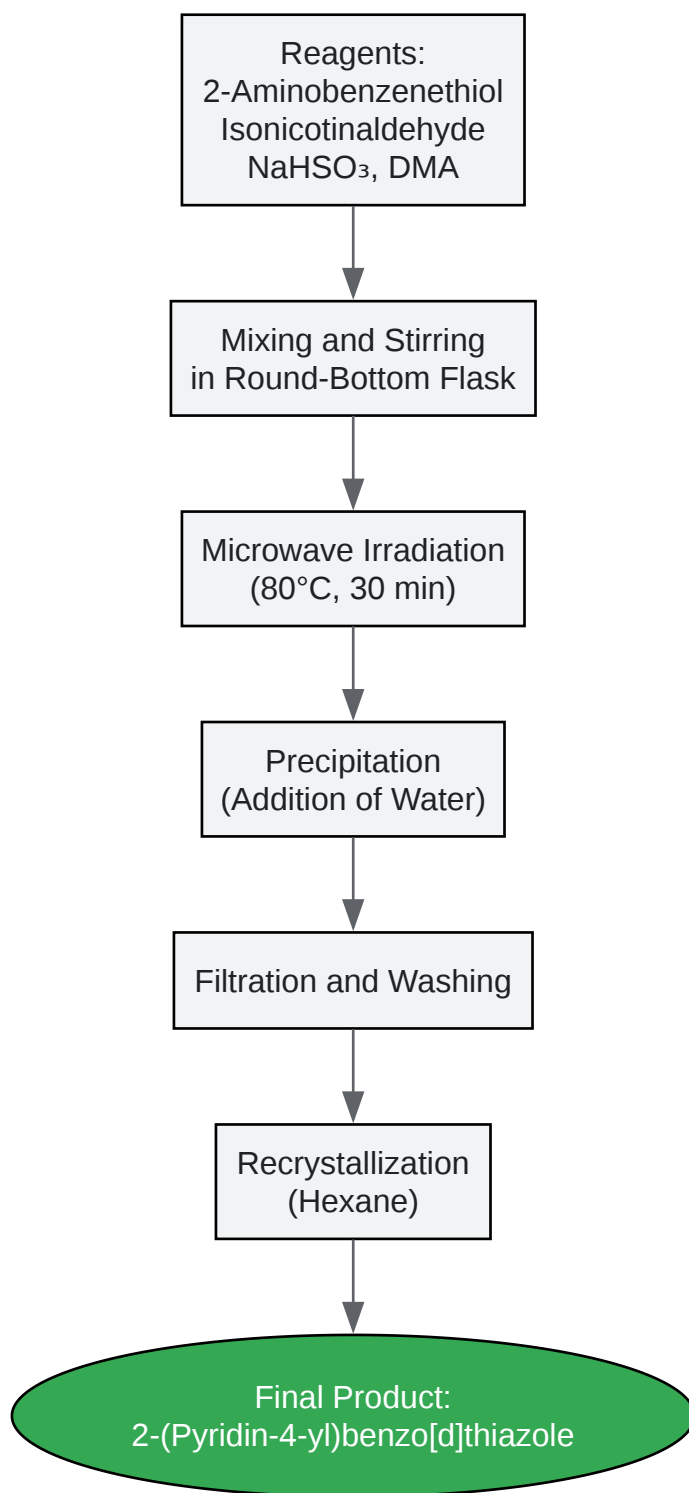 Reagents:
2-Aminobenzenethiol
Isonicotinaldehyde
NaHSO₃, DMA
Mixing and Stirring
in Round-Bottom Flask
Microwave Irradiation
(80°C, 30 min)
Precipitation
(Addition of Water)
Filtration and Washing
Recrystallization
(Hexane)
Final Product:
2-(Pyridin-4-yl)benzo[d]thiazole